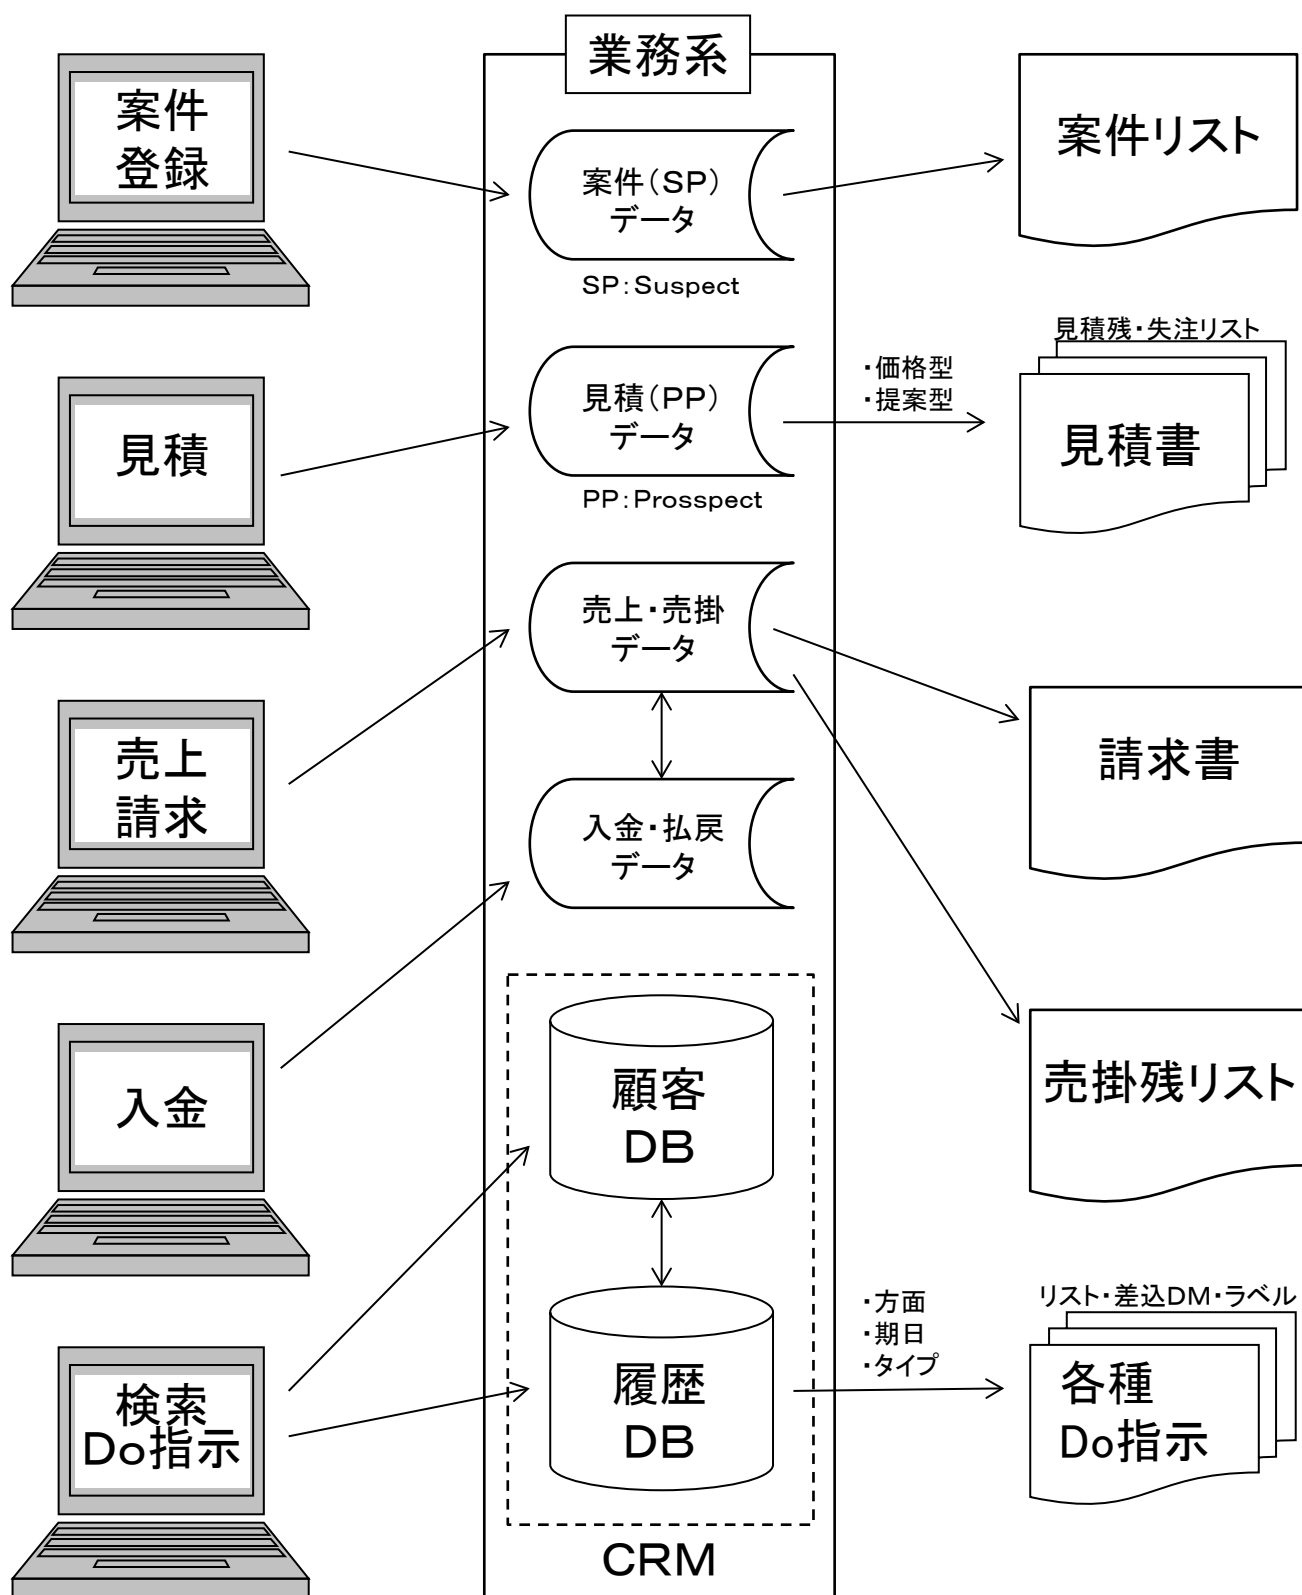 業務系
案件
登録
案件(SP)
データ
SP:Suspect
案件リスト
見積
見積(PP)
データ
PP:Prosspect
・価格型
・提案型
見積残・失注リスト
見積書
売上
請求
売上・売掛
データ
請求書
入金・払戻
データ
入金
顧客
DB
売掛残リスト
検索
Do指示
履歴
DB
・方面
・期日
・タイプ
リスト・差込DM・ラベル
各種
Do指示
CRM